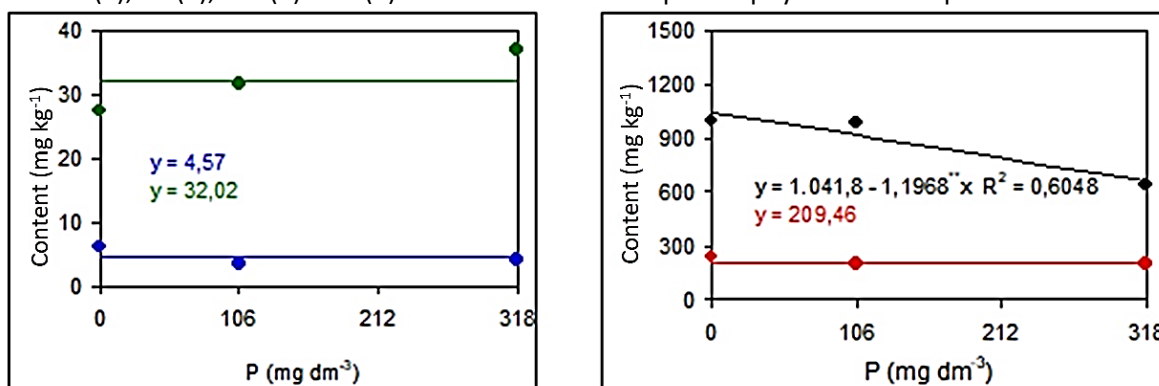 40
30
20
10
0
Content (mg kg⁻¹)
y = 4,57
y = 32,02
0 106 212 318
P (mg dm⁻³)
1500
1200
900
600
300
0
Content (mg kg⁻¹)
y = 1.041,8 - 1,1968**x R² = 0,6048
y = 209,46
0 106 212 318
P (mg dm⁻³)